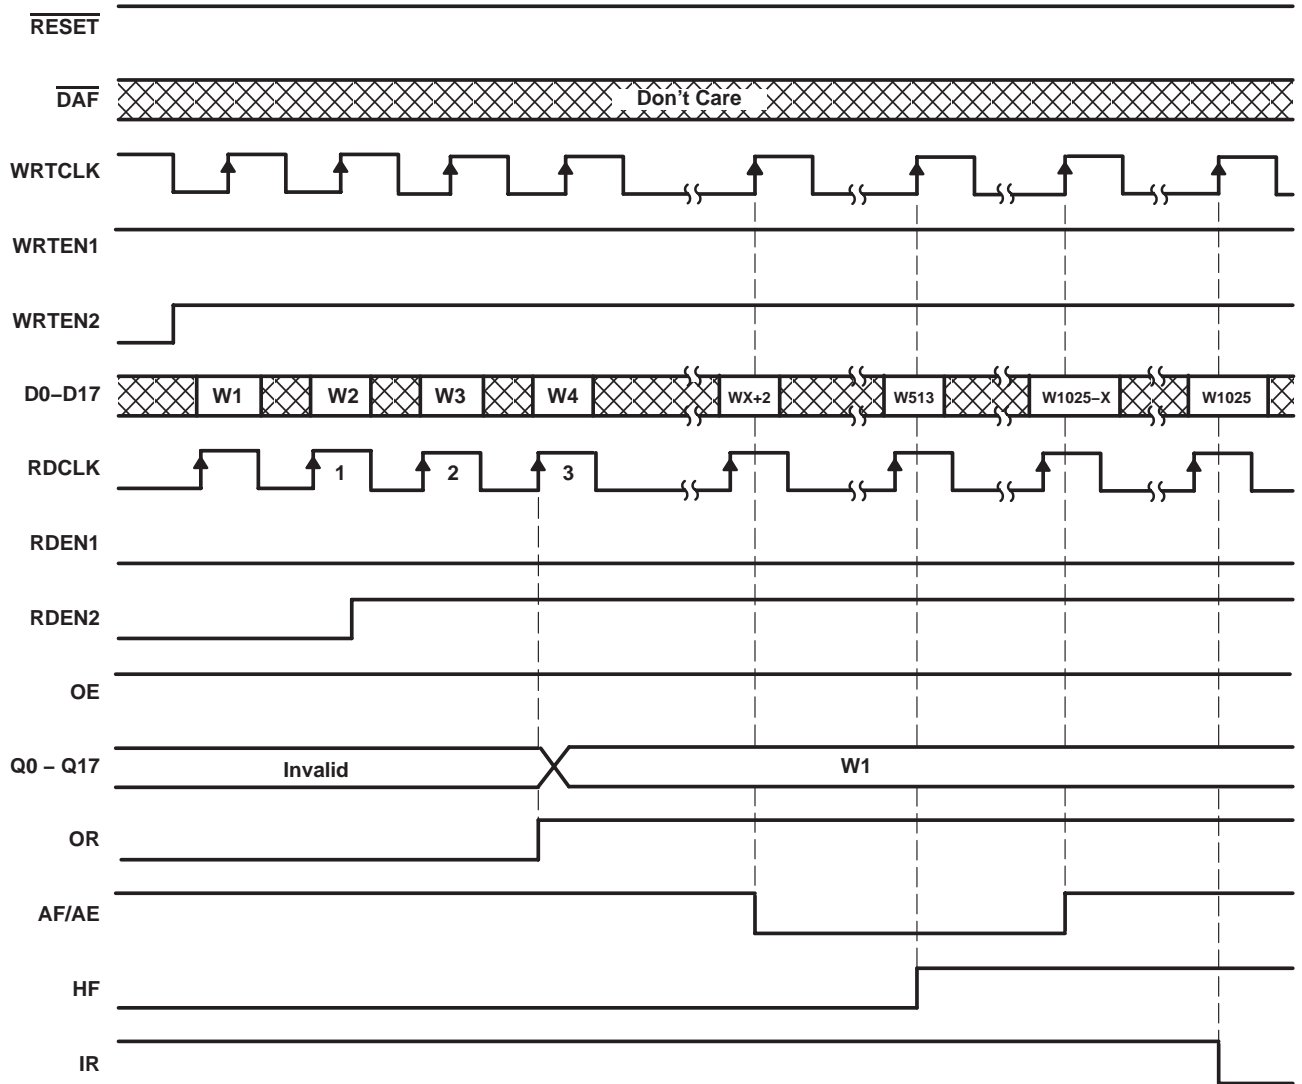 RESET
DAF
Don't Care
WRTCLK
WRTEN1
WRTEN2
D0–D17
W1
W2
W3
W4
WX+2
W513
W1025–X
W1025
RDCLK
1
2
3
RDEN1
RDEN2
OE
Q0 – Q17
Invalid
W1
OR
AF/AE
HF
IR